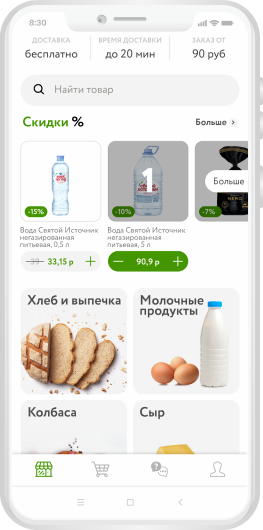 8:30
ДОСТАВКА
бесплатно
ВРЕМЯ ДОСТАВКИ
до 20 мин
ЗАКАЗ ОТ
90 руб
Найти товар
Скидки %
Больше
-15%
-10%
1
-7%
Больше
Вода Святой Источник
негазированная
питьевая, 0,5 л
39
33,15 р
Вода Святой Источник
негазированная
питьевая, 5 л
90,9 р
Хлеб и выпечка
Молочные
продукты
Колбаса
Сыр